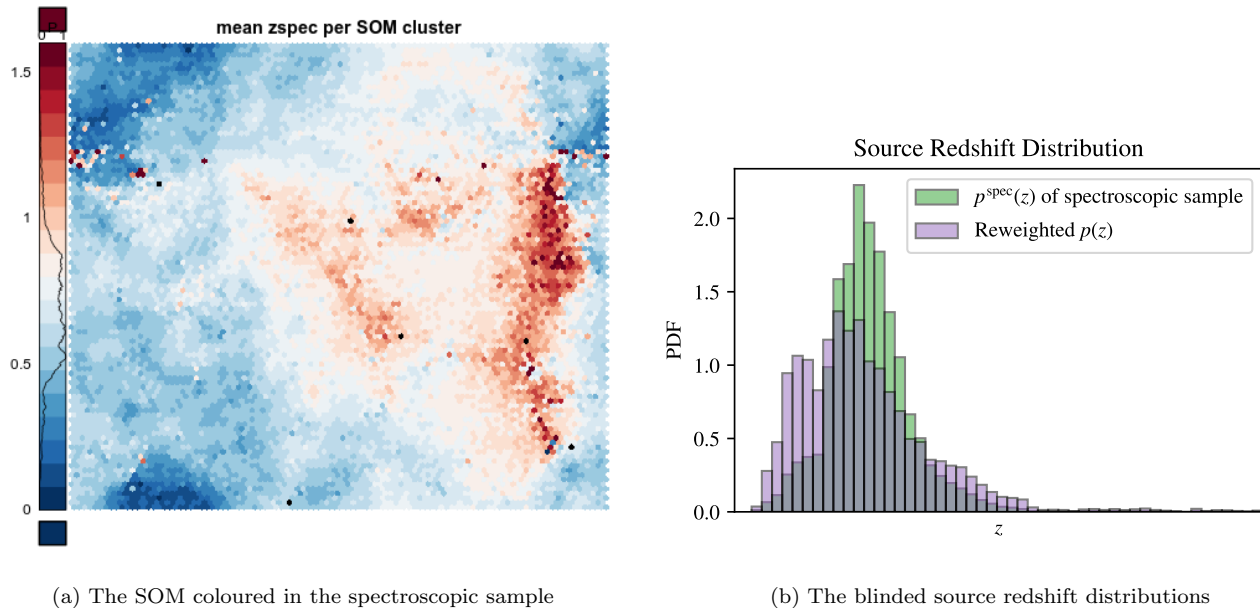 mean zspec per SOM cluster
P
0 1
1.5
1
0.5
0
Source Redshift Distribution
p^spec(z) of spectroscopic sample
Reweighted p(z)
PDF
2.0
1.5
1.0
0.5
0.0
z
(a) The SOM coloured in the spectroscopic sample
(b) The blinded source redshift distributions